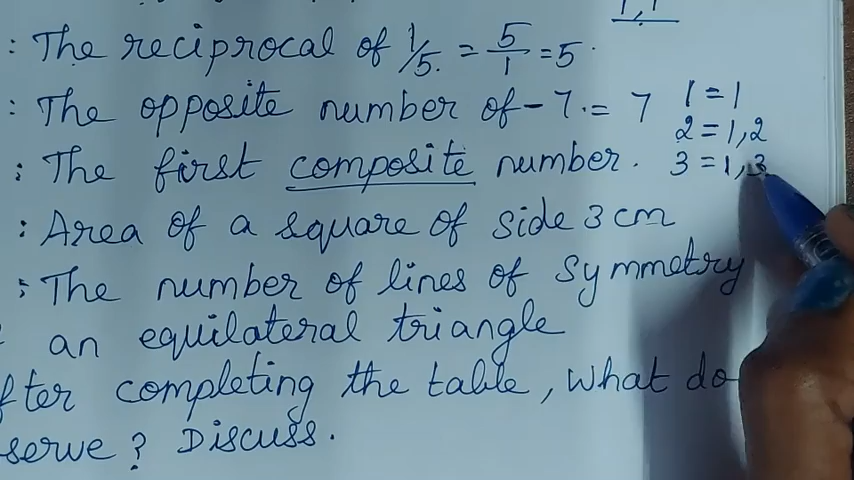 1, 1
: The reciprocal of 1/5. = 5/1 = 5.
: The opposite number of -7. = 7 1 = 1
2 = 1, 2
: The first composite number. 3 = 1, 3
: Area of a square of side 3 cm
: The number of lines of symmetry
an equilateral triangle
fter completing the table, what do
serve? Discuss.